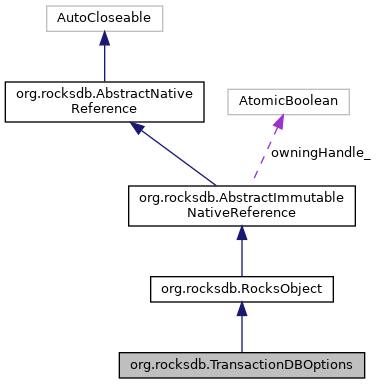 AutoCloseable
org.rocksdb.AbstractNative
Reference
AtomicBoolean
owningHandle_
org.rocksdb.AbstractImmutable
NativeReference
org.rocksdb.RocksObject
org.rocksdb.TransactionDBOptions